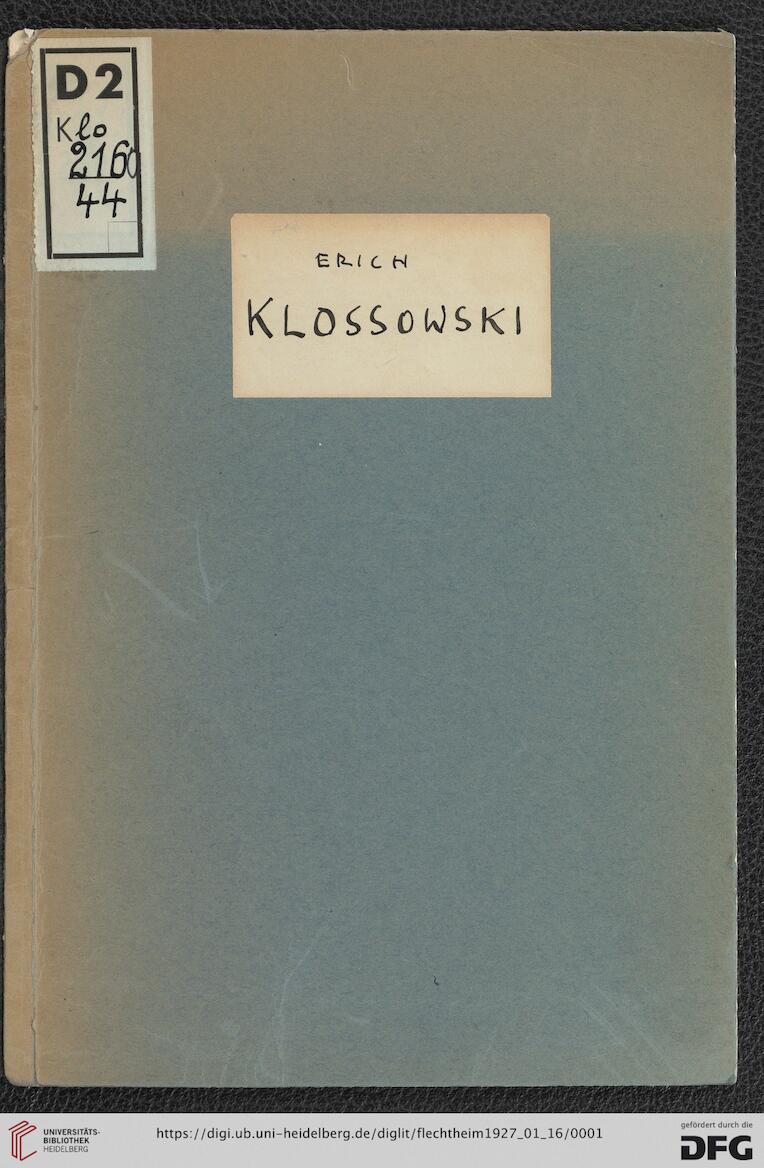 D2
Klo
2160
44
ERICH
KLOSSOWSKI
UNIVERSITÄTS-
BIBLIOTHEK
HEIDELBERG
https://digi.ub.uni-heidelberg.de/diglit/flechtheim1927_01_16/0001
gefördert durch die
DFG